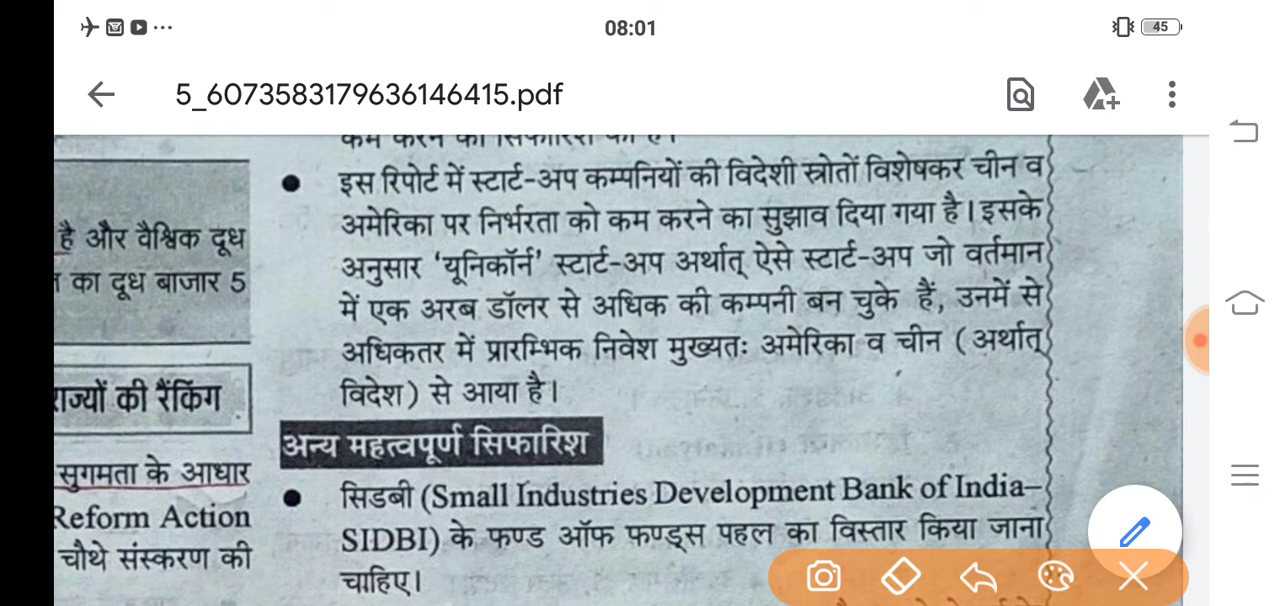 08:01
45
5_6073583179636146415.pdf
इस रिपोर्ट में स्टार्ट-अप कम्पनियों की विदेशी स्रोतों विशेषकर चीन व
अमेरिका पर निर्भरता को कम करने का सुझाव दिया गया है। इसके
अनुसार ‘यूनिकॉर्न’ स्टार्ट-अप अर्थात् ऐसे स्टार्ट-अप जो वर्तमान
में एक अरब डॉलर से अधिक की कम्पनी बन चुके हैं, उनमें से
अधिकतर में प्रारम्भिक निवेश मुख्यतः अमेरिका व चीन (अर्थात्
विदेश) से आया है।
अन्य महत्वपूर्ण सिफारिश
सिडबी (Small Industries Development Bank of India–
SIDBI) के फण्ड ऑफ फण्ड्स पहल का विस्तार किया जाना
चाहिए।
है और वैश्विक दूध
का दूध बाजार 5
राज्यों की रैंकिंग
सुगमता के आधार
Reform Action
चौथे संस्करण की